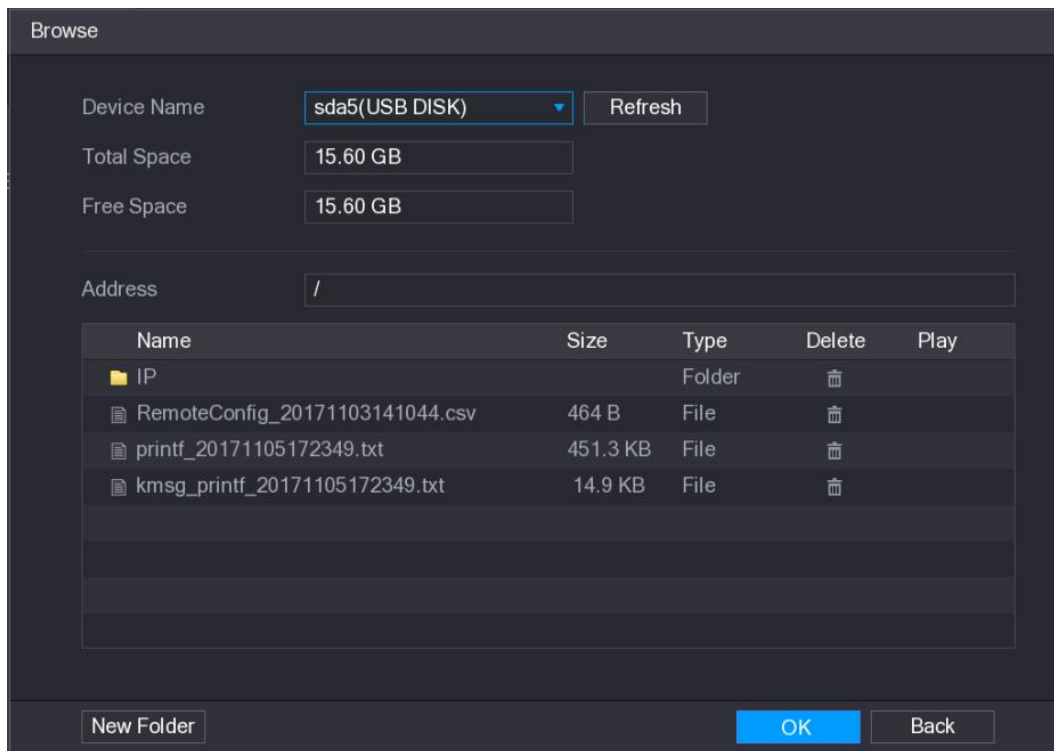 Browse
Device Name sda5(USB DISK) Refresh
Total Space 15.60 GB
Free Space 15.60 GB
Address /
Name Size Type Delete Play
IP Folder
RemoteConfig_20171103141044.csv 464 B File
printf_20171105172349.txt 451.3 KB File
kmsg_printf_20171105172349.txt 14.9 KB File
New Folder OK Back